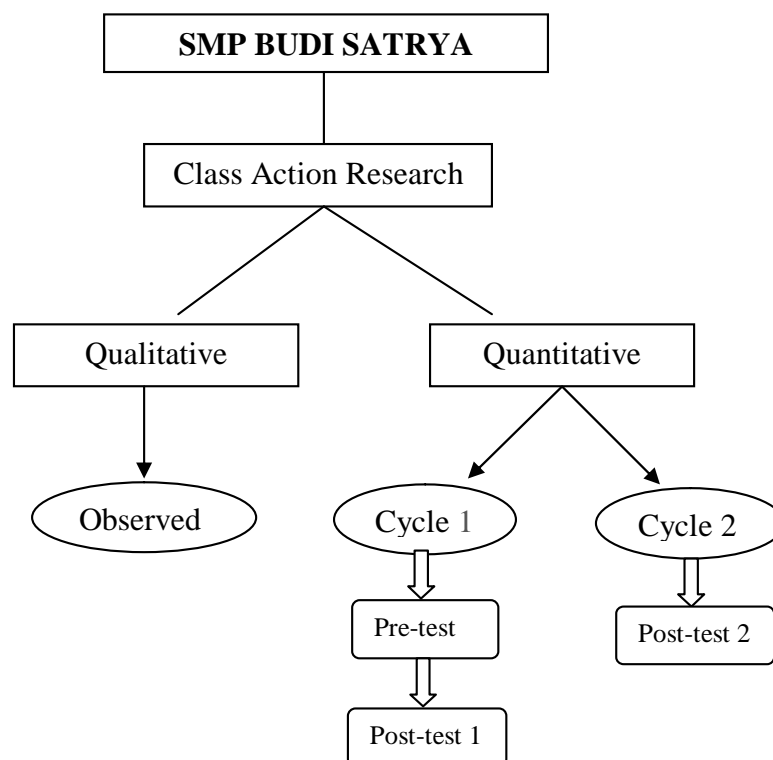 SMP BUDI SATRYA
Class Action Research
Qualitative
Quantitative
Observed
Cycle 1
Cycle 2
Pre-test
Post-test 2
Post-test 1